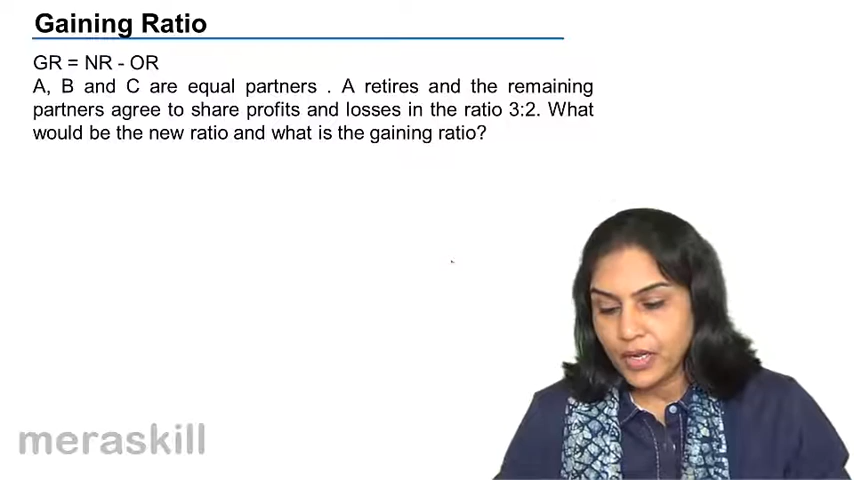 Gaining Ratio
GR = NR - OR
A, B and C are equal partners . A retires and the remaining
partners agree to share profits and losses in the ratio 3:2. What
would be the new ratio and what is the gaining ratio?
meraskill